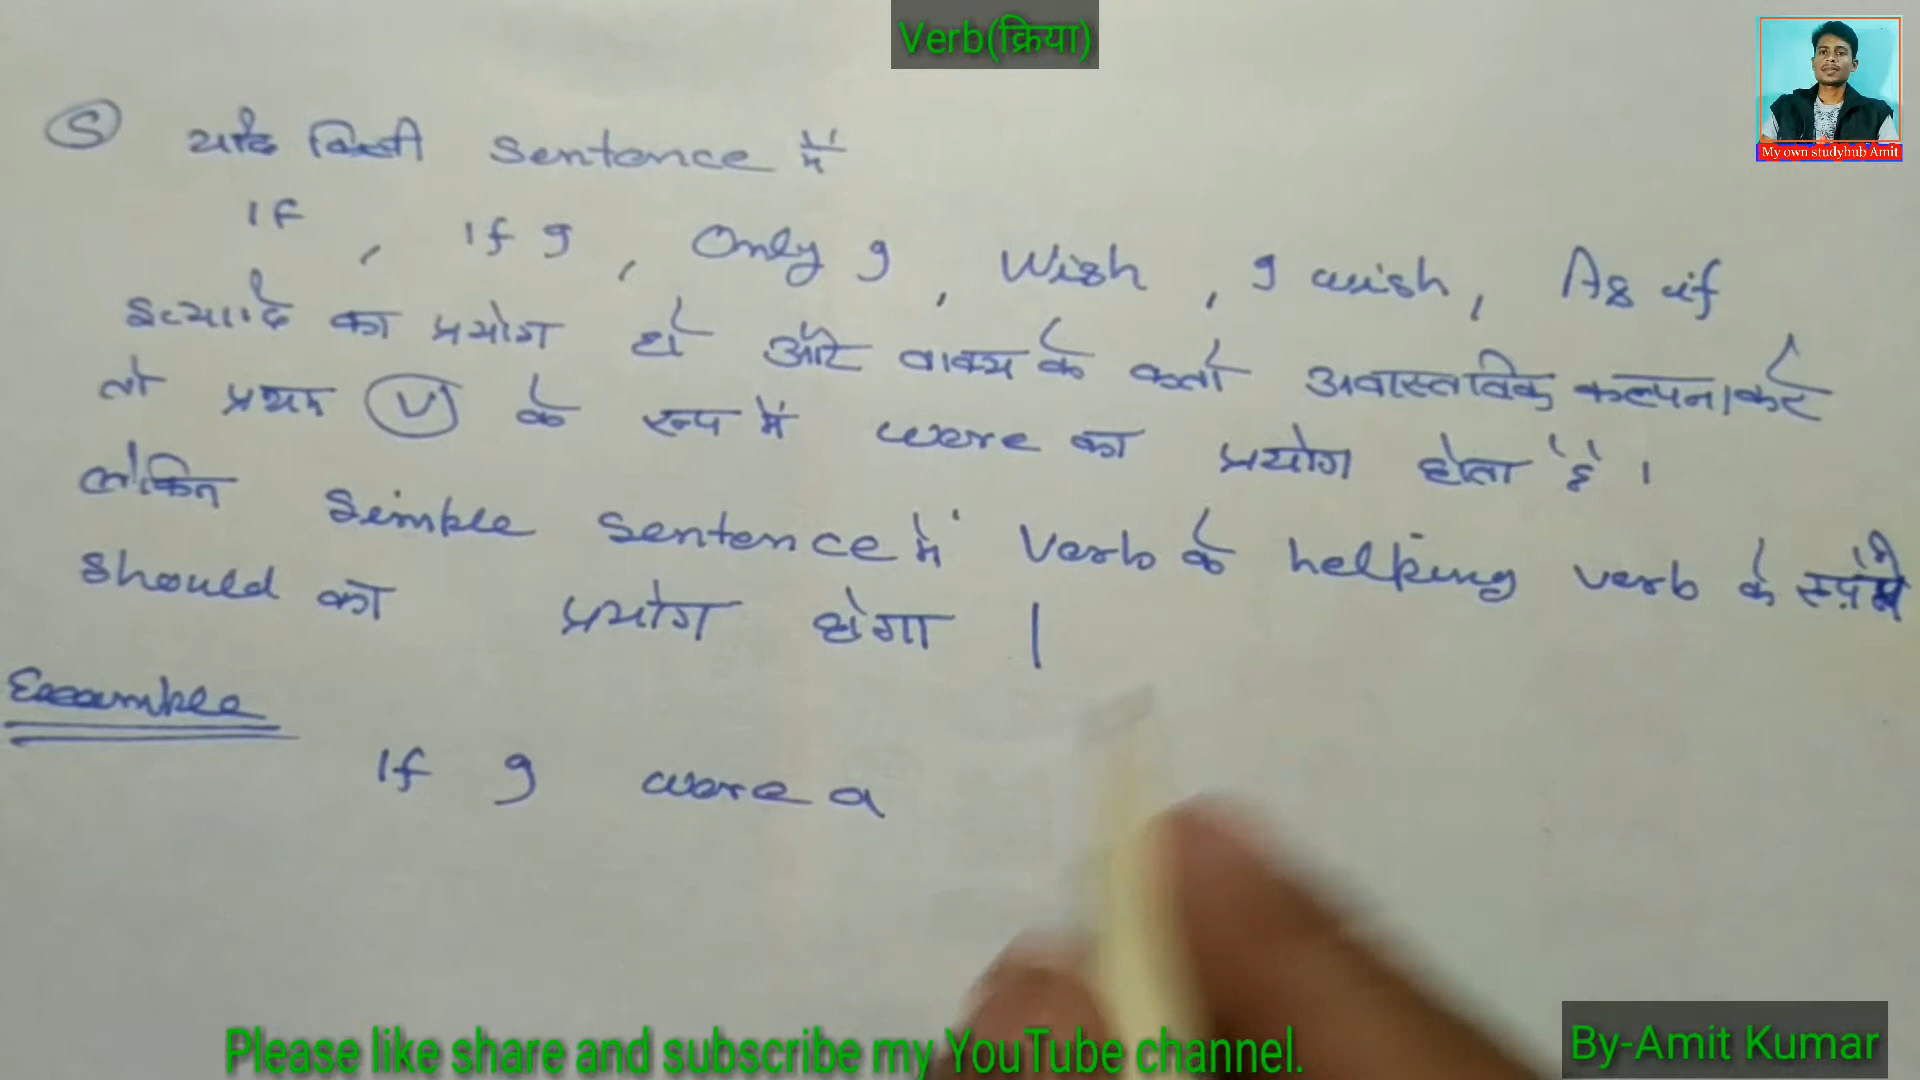 Verb(क्रिया)
My own studyhub Amit
(5) यदि किसी Sentence में
If , If I , Only I , Wish , I wish , As if
इत्यादि का प्रयोग हो और वाक्य के कर्ता अवास्तविक कल्पना करे
तो प्रथम (V) के रूप में were का प्रयोग होता है ।
लेकिन Simble Sentence में Verb के helping verb के रूप में
Should का प्रयोग होगा |
Examble
If I were a
Please like share and subscribe my YouTube channel.
By-Amit Kumar